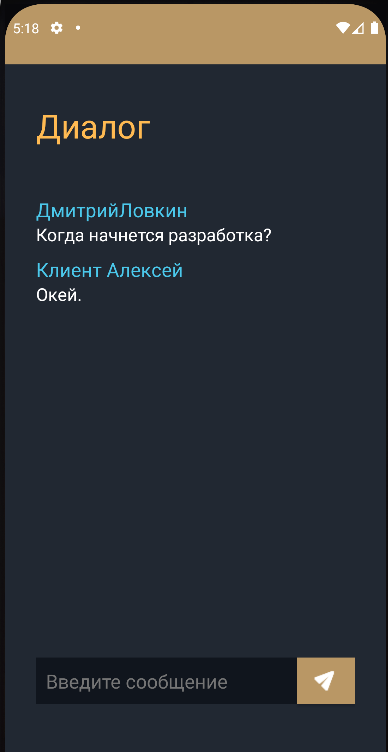 5:18
Диалог
ДмитрийЛовкин
Когда начнется разработка?
Клиент Алексей
Окей.
Введите сообщение